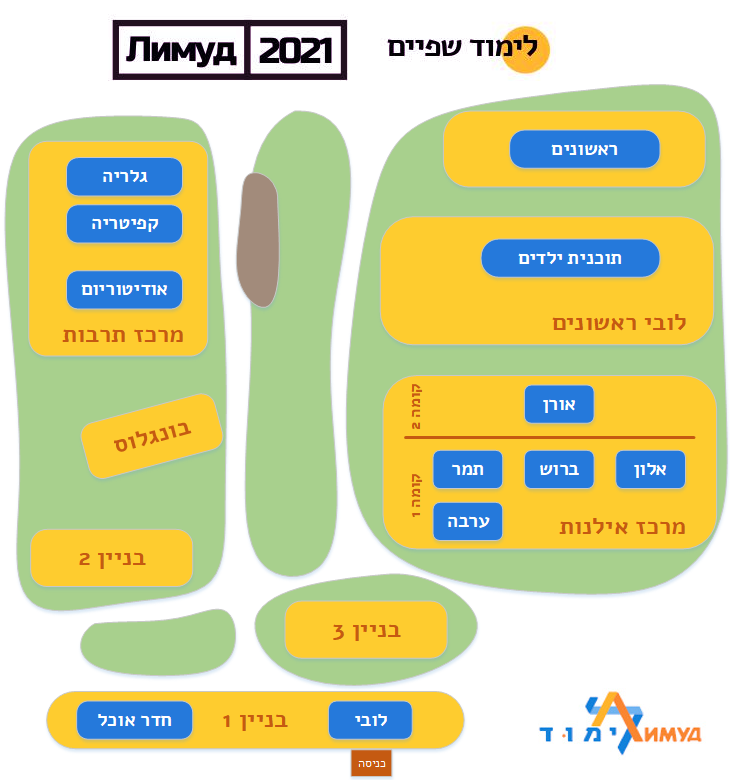 Лимуд 2021
לימוד שפיים
ראשונים
תוכנית ילדים
לובי ראשונים
קומה 2
אורן
קומה 1
אלון
ברוש
תמר
ערבה
מרכז אילנות
גלריה
קפיטריה
אודיטוריום
מרכז תרבות
בונגלוס
בניין 2
בניין 3
לובי
בניין 1
חדר אוכל
כניסה
לימוד Лимуд